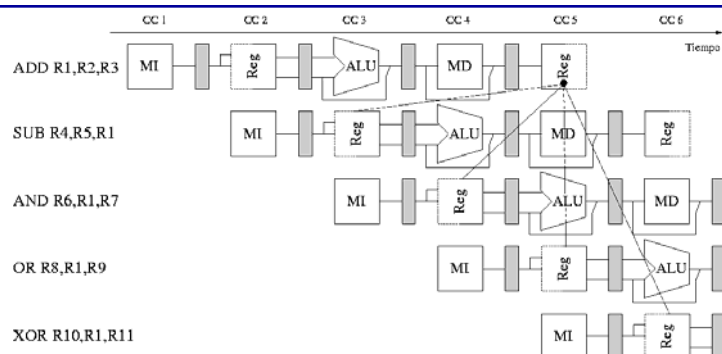 CC 1 CC 2 CC 3 CC 4 CC 5 CC 6
Tiempo
ADD R1,R2,R3 MI Reg ALU MD Reg
SUB R4,R5,R1 MI Reg ALU MD Reg
AND R6,R1,R7 MI Reg ALU MD
OR R8,R1,R9 MI Reg ALU
XOR R10,R1,R11 MI Reg